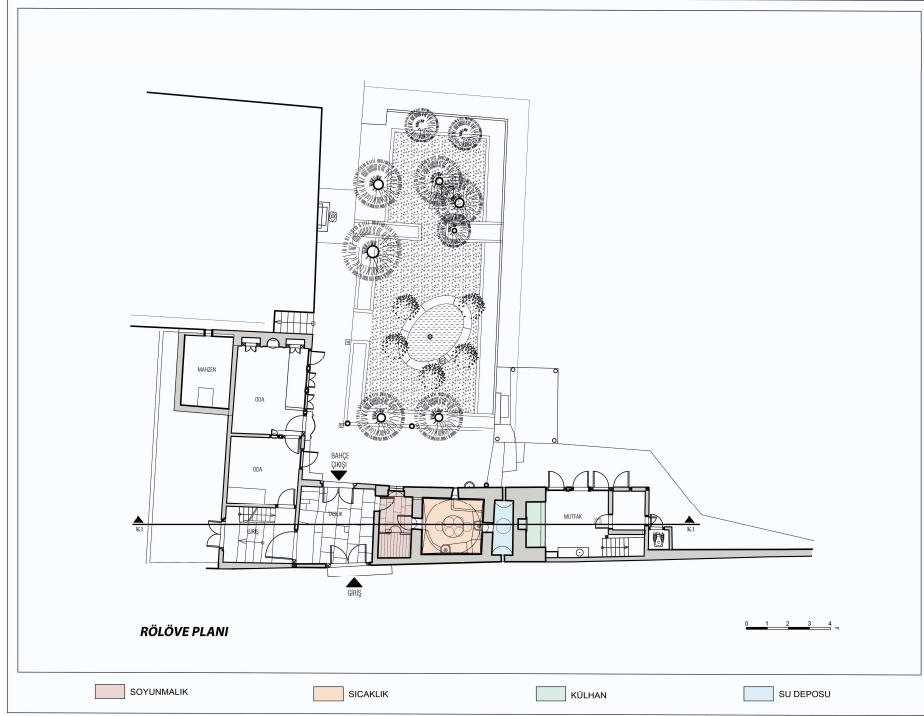 MAHZEN
ODA
ODA
BAHÇE
ÇIKIŞI
TAŞLIK
MUTFAK
GİRİŞ
K1
K1
GİRİŞ
RÖLÖVE PLANI
0 1 2 3 4 m.
SOYUNMALIK
SICAKLIK
KÜLHAN
SU DEPOSU